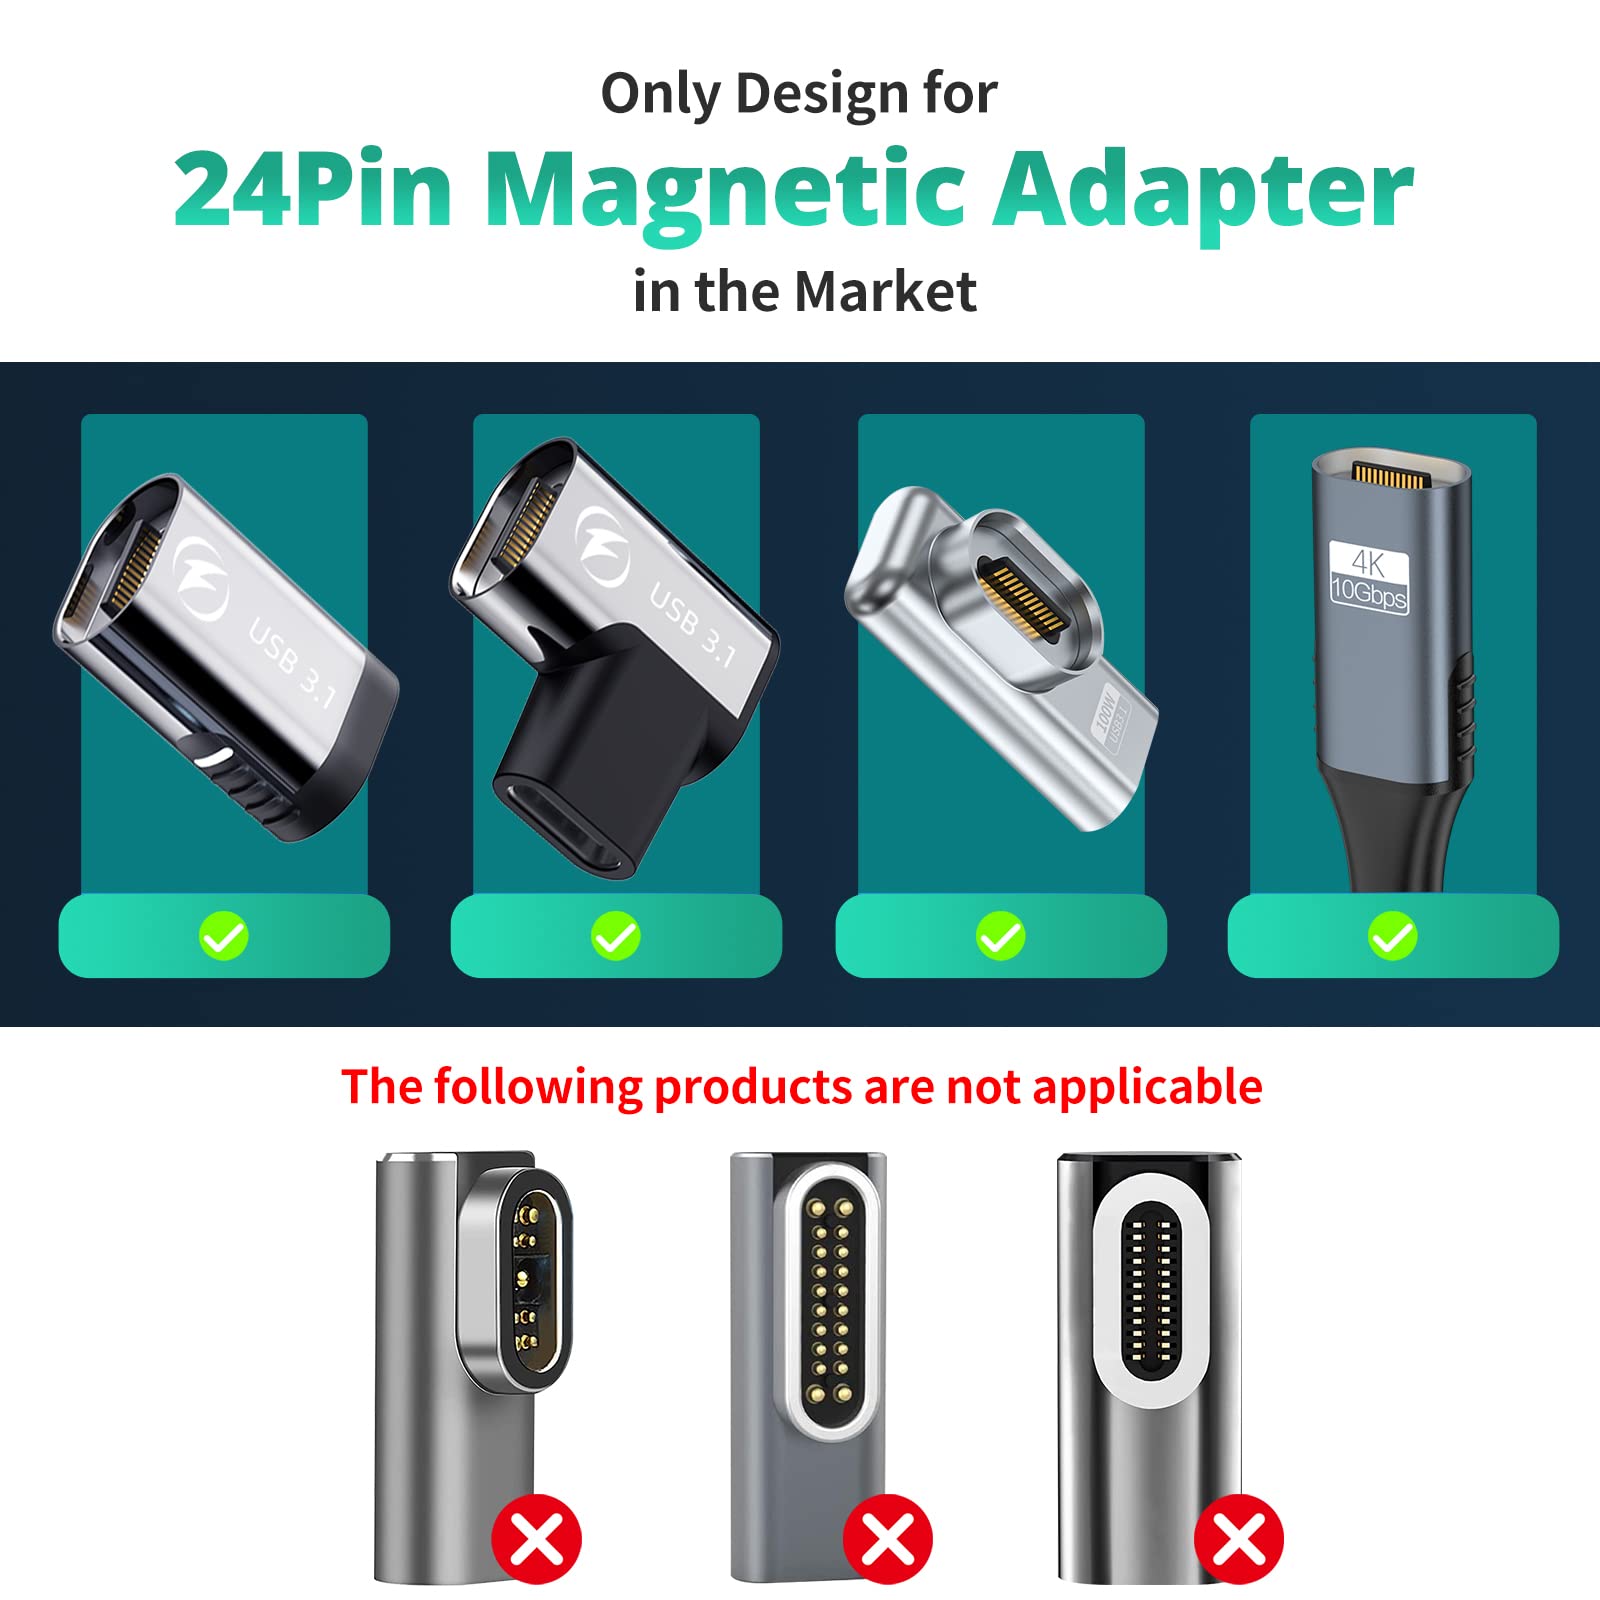 Only Design for
24Pin Magnetic Adapter
in the Market
USB 3.1
USB 3.1
100W
USB3.1
4K
10Gbps
The following products are not applicable